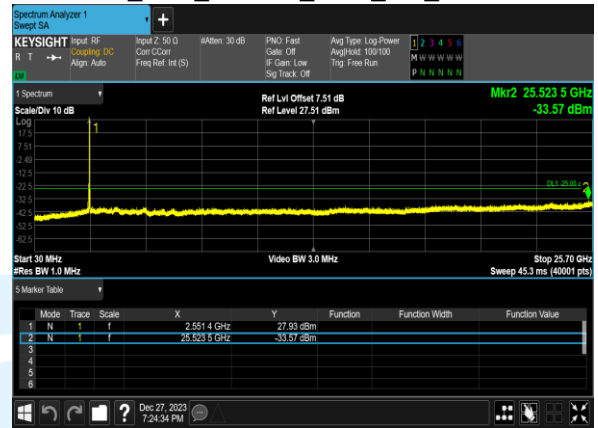 Spectrum Analyzer 1
Swept SA
+
KEYSIGHT
R T
LV
Input: RF
Coupling: DC
Align: Auto
Input Z: 50 Ω
Corr CCorr
Freq Ref: Int (S)
#Atten: 30 dB
PNO: Fast
Gate: Off
IF Gain: Low
Sig Track: Off
Avg Type: Log-Power
Avg|Hold: 100/100
Trig: Free Run
1 2 3 4 5 6
M W W W W W
P N N N N N
1 Spectrum
Scale/Div 10 dB
Ref Lvl Offset 7.51 dB
Ref Level 27.51 dBm
Mkr2 25.523 5 GHz
-33.57 dBm
Log
17.5
7.51
-2.49
-12.5
-22.5
-32.5
-42.5
-52.5
-62.5
1
2
Start 30 MHz
#Res BW 1.0 MHz
Video BW 3.0 MHz
Stop 25.70 GHz
Sweep 45.3 ms (40001 pts)
5 Marker Table
Mode Trace Scale X Y Function Function Width Function Value
1 N 1 f 2.551 4 GHz 27.93 dBm
2 N 1 f 25.523 5 GHz -33.57 dBm
3
4
5
6
?
Dec 27, 2023
7:24:34 PM